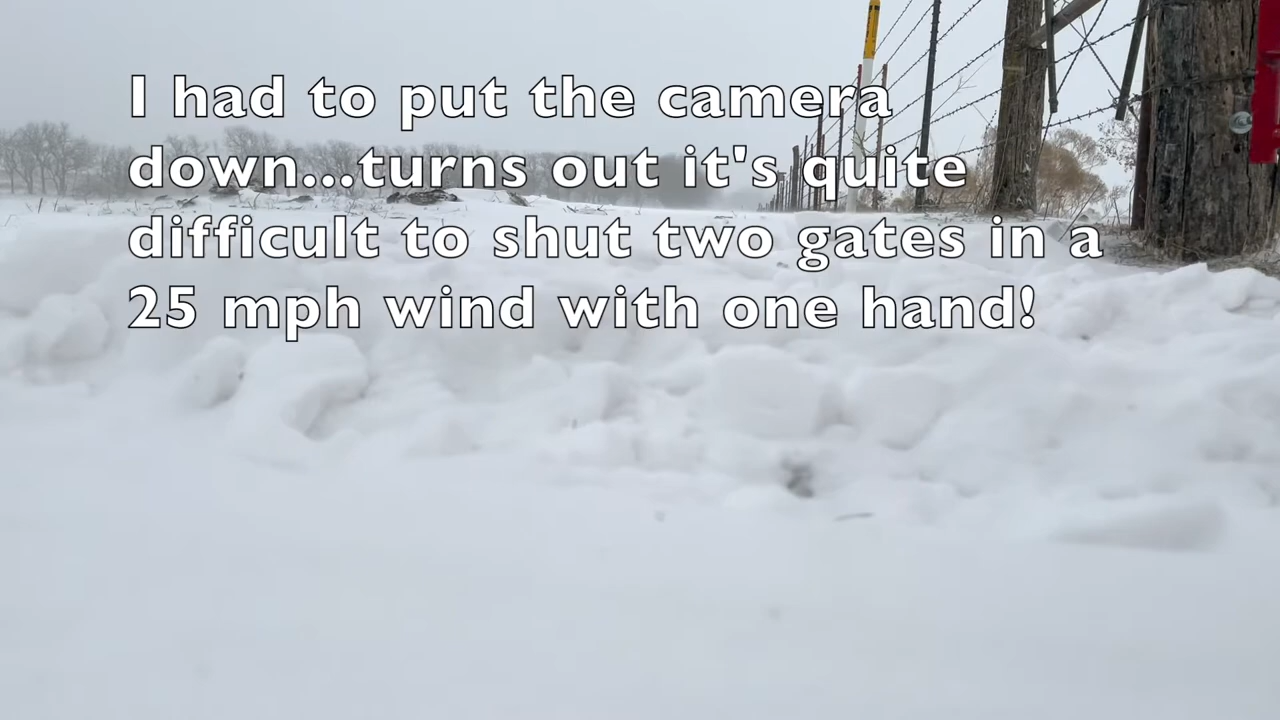 I had to put the camera
down...turns out it's quite
difficult to shut two gates in a
25 mph wind with one hand!